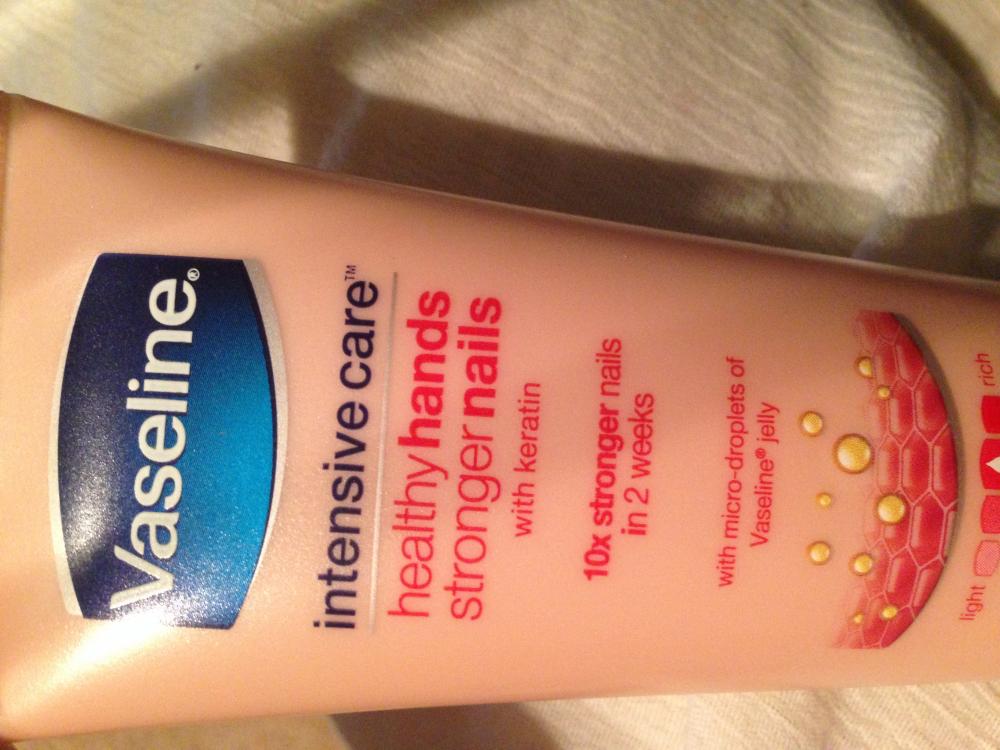 Vaseline®
intensive care™
healthy hands
stronger nails
with keratin
10x stronger nails
in 2 weeks
with micro-droplets of
Vaseline® jelly
light rich